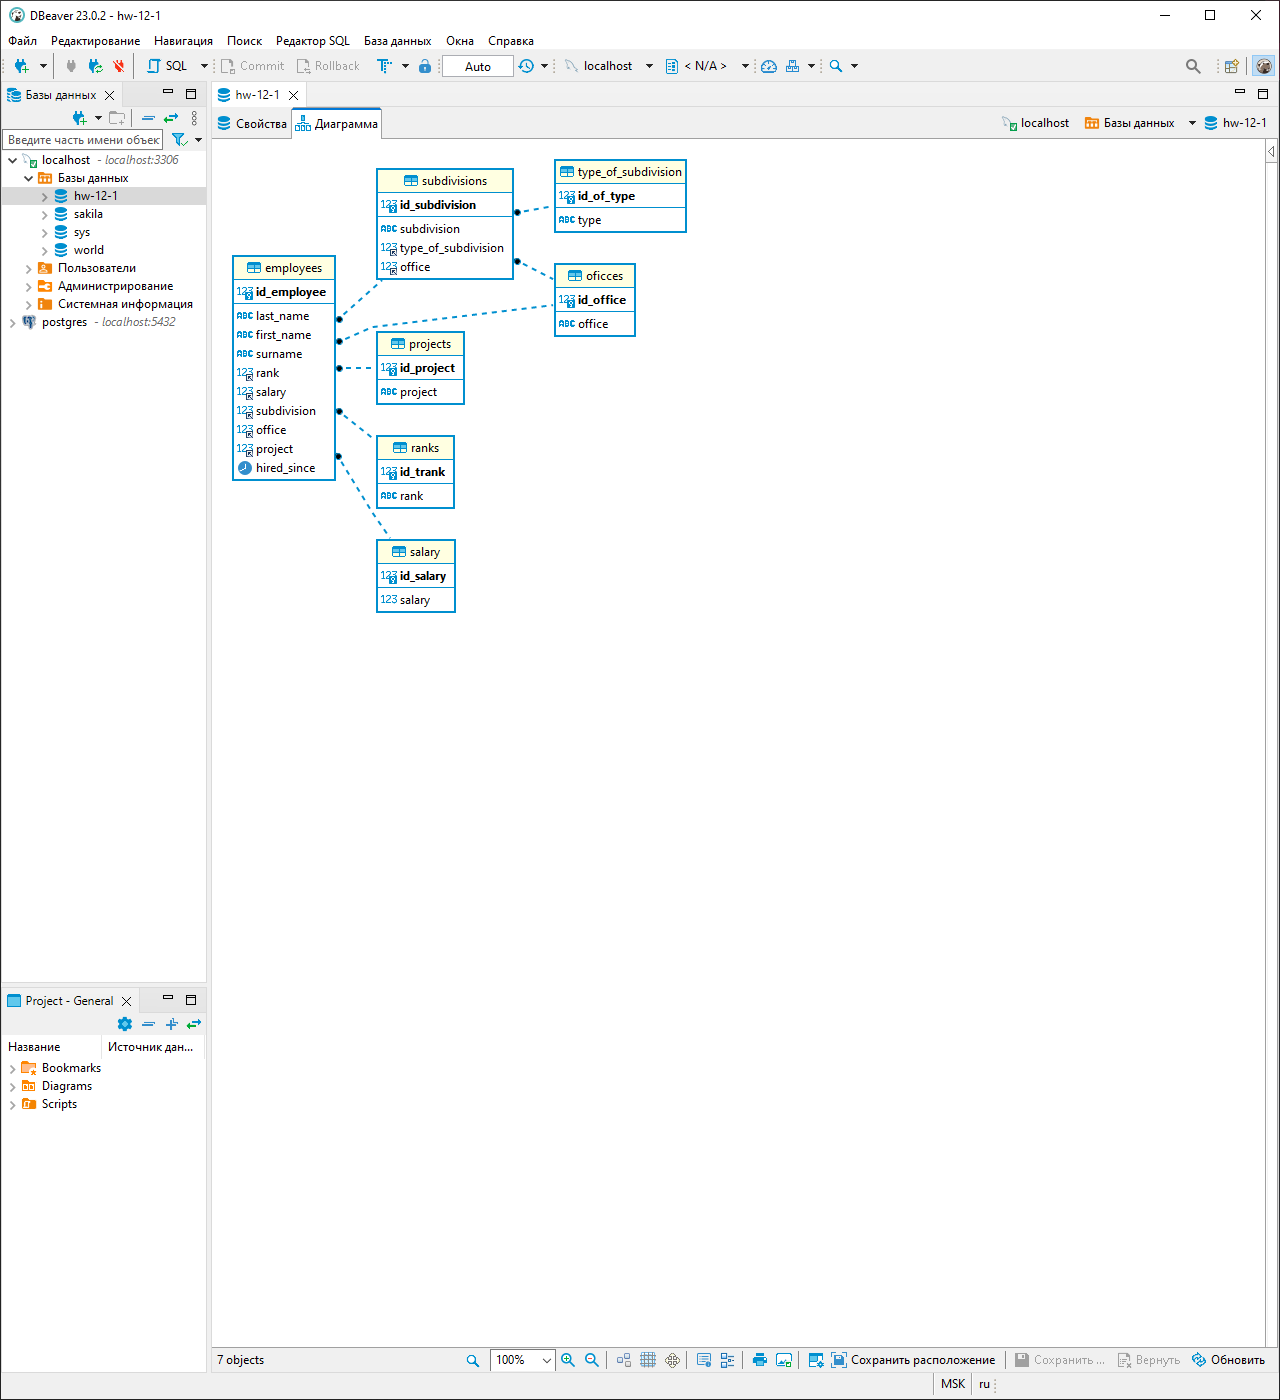 DBeaver 23.0.2 - hw-12-1
Файл Редактирование Навигация Поиск Редактор SQL База данных Окна Справка
SQL Commit Rollback Auto localhost < N/A >
Базы данных
Введите часть имени объек
localhost - localhost:3306
Базы данных
hw-12-1
sakila
sys
world
Пользователи
Администрирование
Системная информация
postgres - localhost:5432
hw-12-1
Свойства Диаграмма localhost Базы данных hw-12-1
subdivisions
123 id_subdivision
ABC subdivision
123 type_of_subdivision
123 office
type_of_subdivision
123 id_of_type
ABC type
employees
123 id_employee
ABC last_name
ABC first_name
ABC surname
123 rank
123 salary
123 subdivision
123 office
123 project
hired_since
oficces
123 id_office
ABC office
projects
123 id_project
ABC project
ranks
123 id_trank
ABC rank
salary
123 id_salary
123 salary
Project - General
Название Источник дан...
Bookmarks
Diagrams
Scripts
7 objects 100% Сохранить расположение Сохранить ... Вернуть Обновить
MSK ru